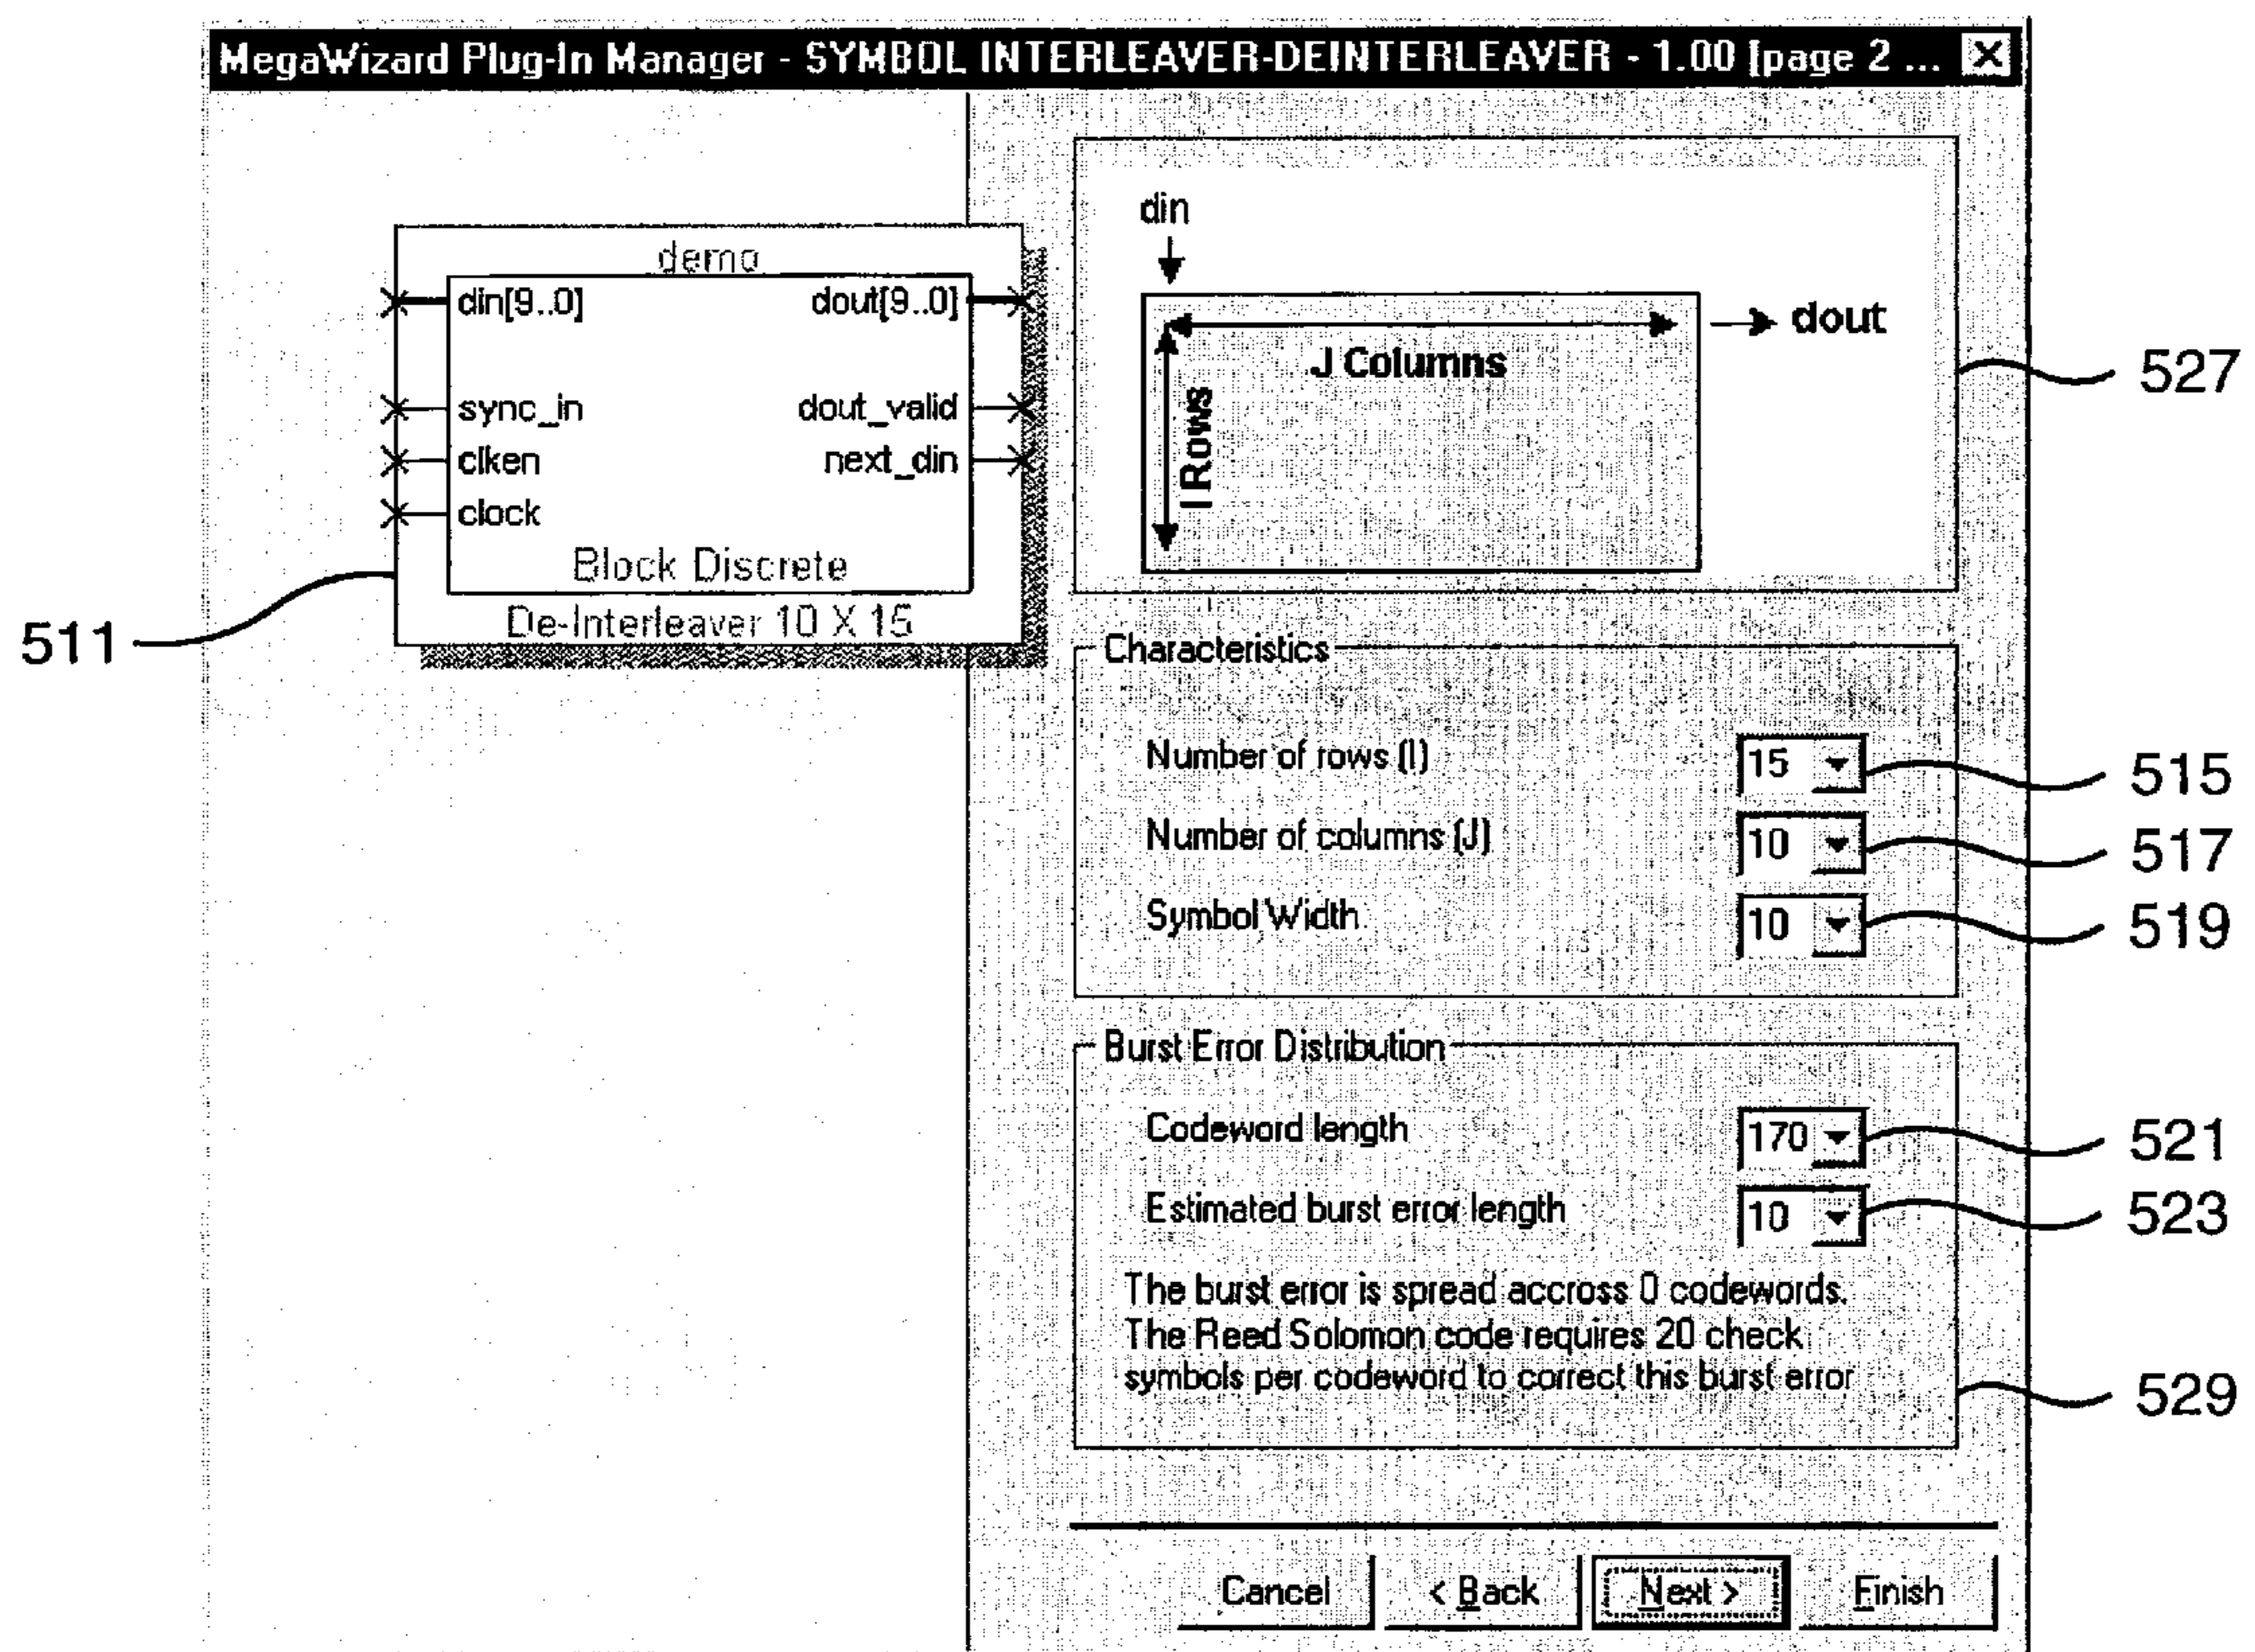 MegaWizard Plug-In Manager - SYMBOL INTERLEAVER-DEINTERLEAVER - 1.00 [page 2 ...
demo
din[9..0] dout[9..0]
sync_in dout_valid
clken next_din
clock
Block Discrete
De-Interleaver 10 X 15
511
din
dout
J Columns
I Rows
527
Characteristics
Number of rows (I) 15 515
Number of columns (J) 10 517
Symbol Width 10 519
Burst Error Distribution
Codeword length 170 521
Estimated burst error length 10 523
The burst error is spread accross 0 codewords.
The Reed Solomon code requires 20 check
symbols per codeword to correct this burst error
529
Cancel < Back Next > Finish